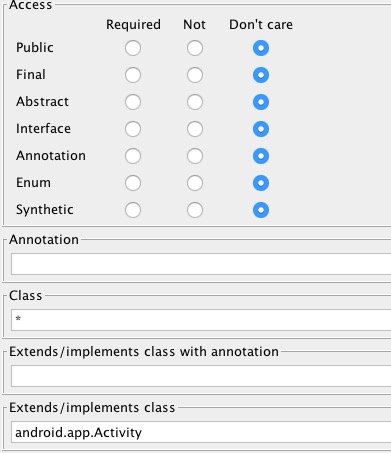 Access
Required Not Don't care
Public
Final
Abstract
Interface
Annotation
Enum
Synthetic
Annotation
Class
*
Extends/implements class with annotation
Extends/implements class
android.app.Activity